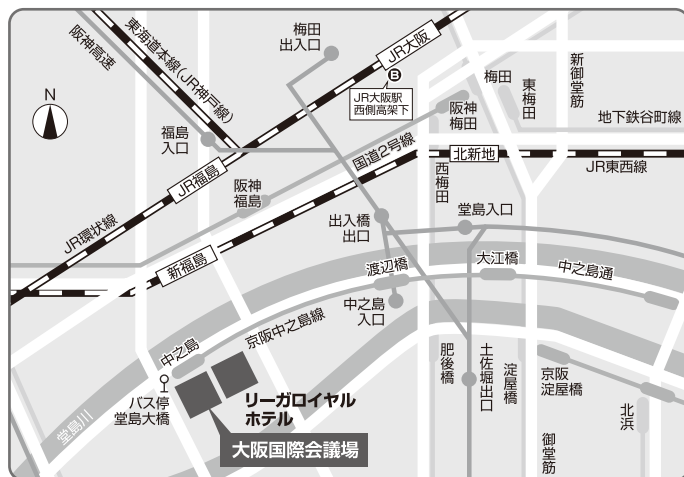 阪神高速
東海道本線(JR神戸線)
梅田
出入口
JR大阪
B
JR大阪駅
西側高架下
梅田
東梅田
新御堂筋
地下鉄谷町線
阪神
梅田
N
福島
入口
JR福島
国道2号線
北新地
JR東西線
西梅田
阪神
福島
JR環状線
新福島
出入橋
出口
堂島入口
渡辺橋
大江橋
中之島通
中之島
入口
京阪中之島線
中之島
バス停
堂島大橋
堂島川
リーガロイヤル
ホテル
大阪国際会議場
肥後橋
土佐堀出口
淀屋橋
京阪
淀屋橋
御堂筋
北浜